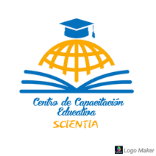 Centro de Capacitación
Educativa
SCIENTIA
Logo Maker